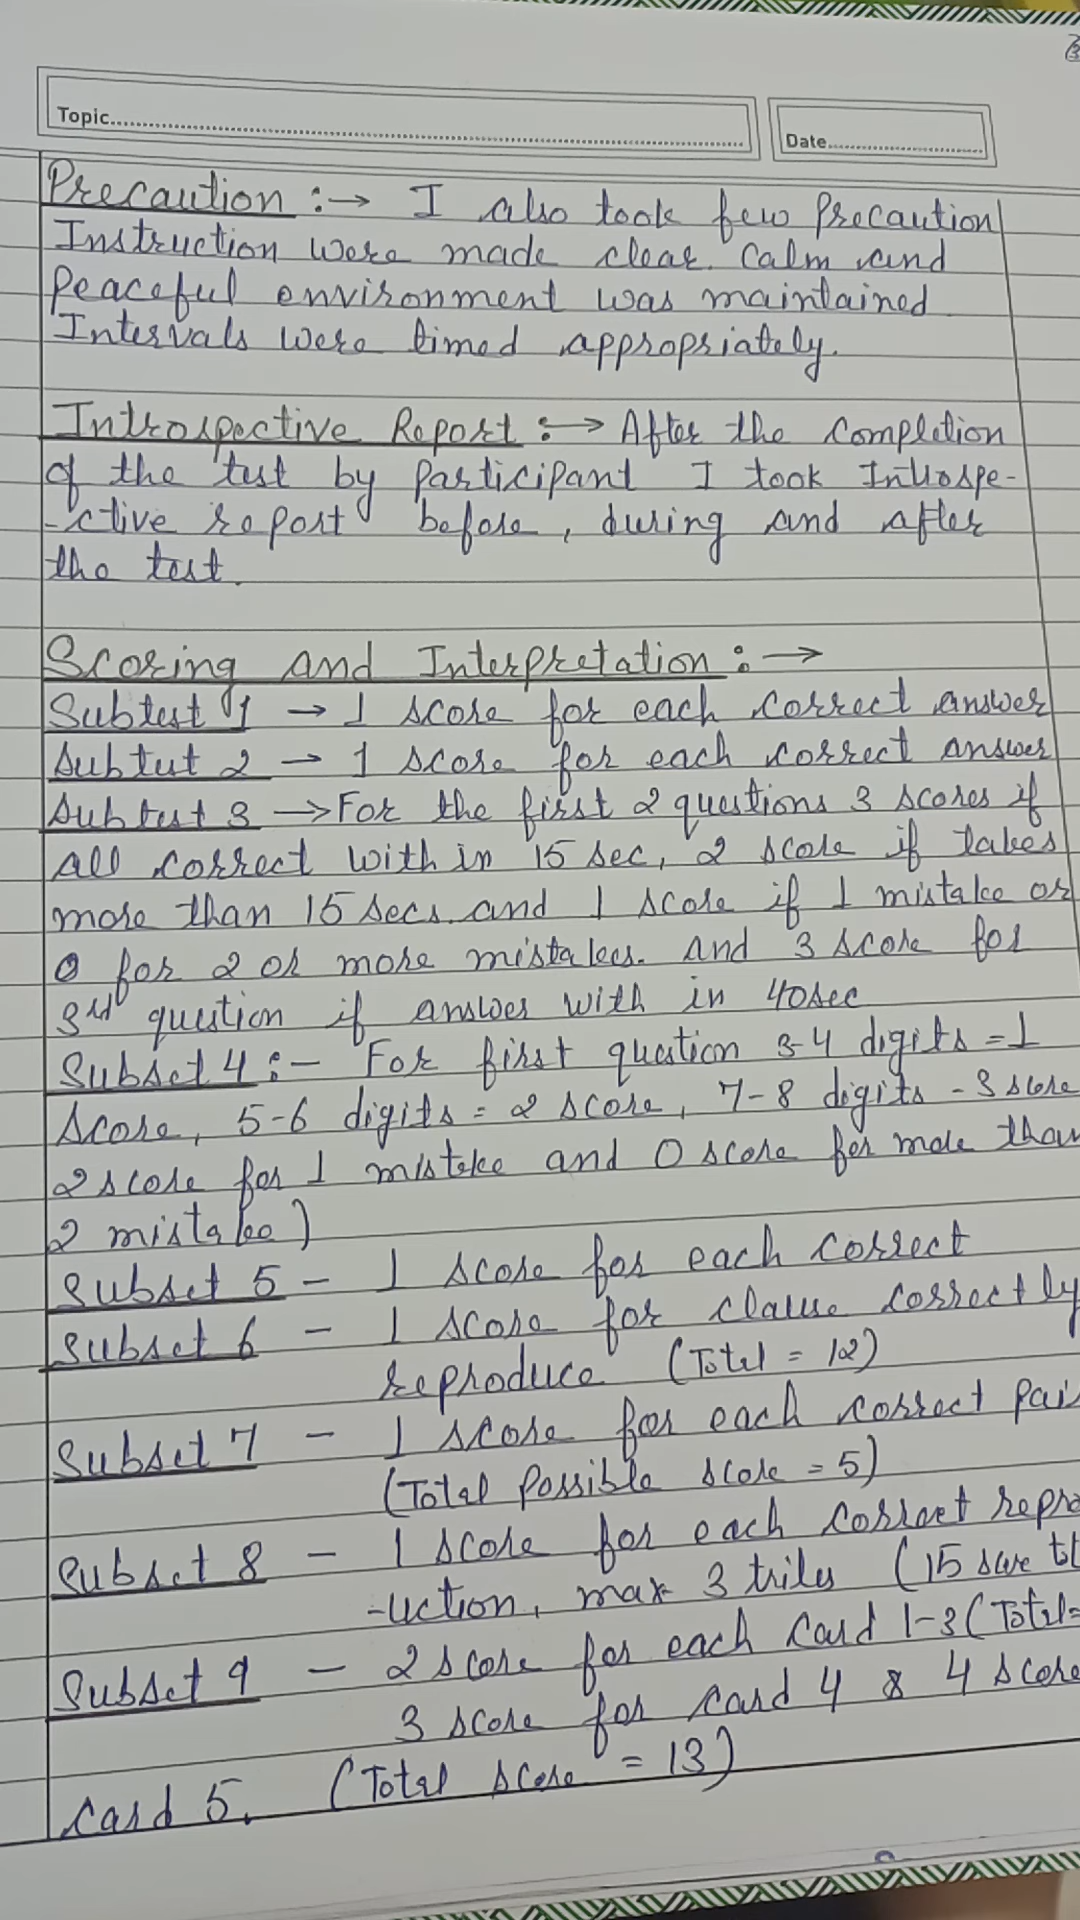 Topic
Date
Precaution :→ I also took few Precaution
Instruction were made clear. Calm and
Peaceful environment was maintained
Intervals were timed appropriately.
Introspective Report :→ After the Completion
of the test by Participant I took Introspe-
-ctive report before, during and after
the test.
Scoring and Interpretation :→
Subtest 1 → 1 score for each correct answer
Subtest 2 → 1 score for each correct answer
Subtest 3 → For the first 2 questions 3 scores if
all correct with in 15 sec, 2 score if takes
more than 15 secs. and 1 score if 1 mistake or
0 for 2 or more mistakes. and 3 score for
3rd question if answer with in 40sec
Subset 4 :- For first question 3-4 digits = 1
score, 5-6 digits = 2 score, 7-8 digits - 3 score
2 score for 1 mistake and 0 score for more than
2 mistake)
Subset 5 - 1 score for each correct
Subset 6 - 1 score for clause correctly
reproduce (Total = 12)
Subset 7 - 1 score for each correct pair
(Total Possible score = 5)
Subset 8 - 1 score for each correct repro
-uction, max 3 (15
Subset 9 - 2 score for each Card 1-3 (Total=
3 score for card 4 & 4 score
card 5. (Total score = 13)